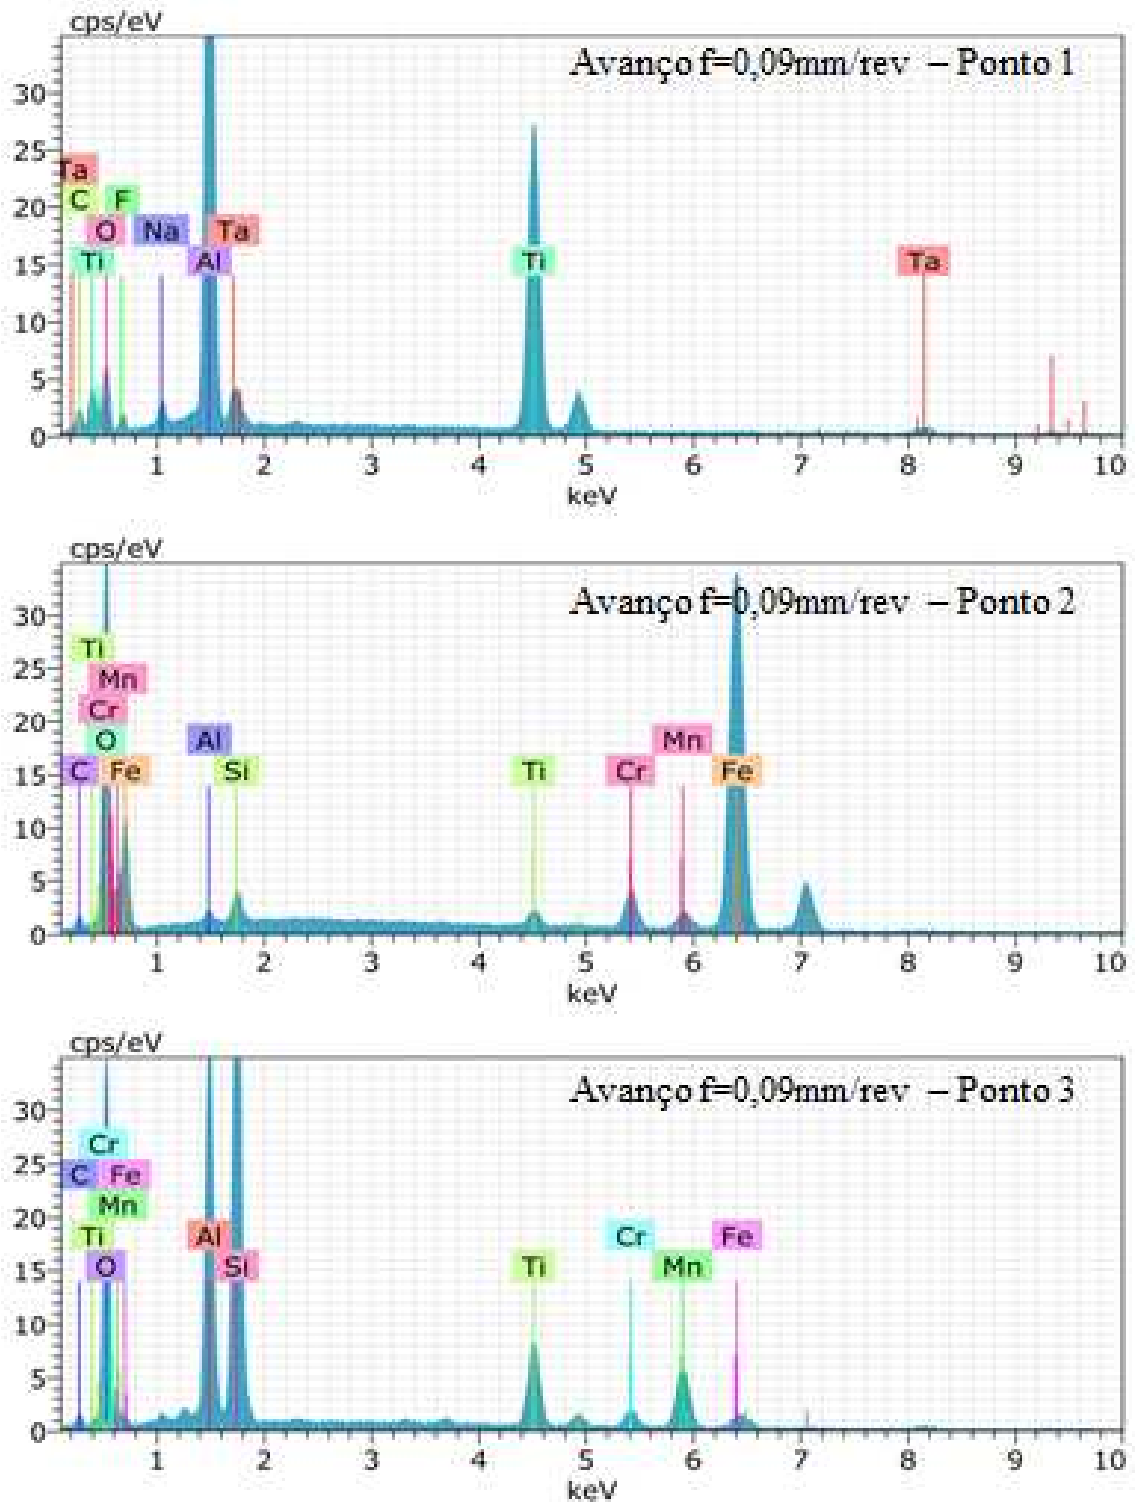 cps/eV
Avanço f=0,09mm/rev – Ponto 1
30
25
Ta
C F
20
O Na Ta
Ti Al Ti Ta
15
10
5
0
1 2 3 4 5 6 7 8 9 10
keV
cps/eV
Avanço f=0,09mm/rev – Ponto 2
30
Ti
25
Mn
Cr
20
O Al Mn
C Fe Si Ti Cr Fe
15
10
5
0
1 2 3 4 5 6 7 8 9 10
keV
cps/eV
Avanço f=0,09mm/rev – Ponto 3
30
Cr
25
C Fe
Mn
20
Ti Al Cr Fe
O Si Ti Mn
15
10
5
0
1 2 3 4 5 6 7 8 9 10
keV